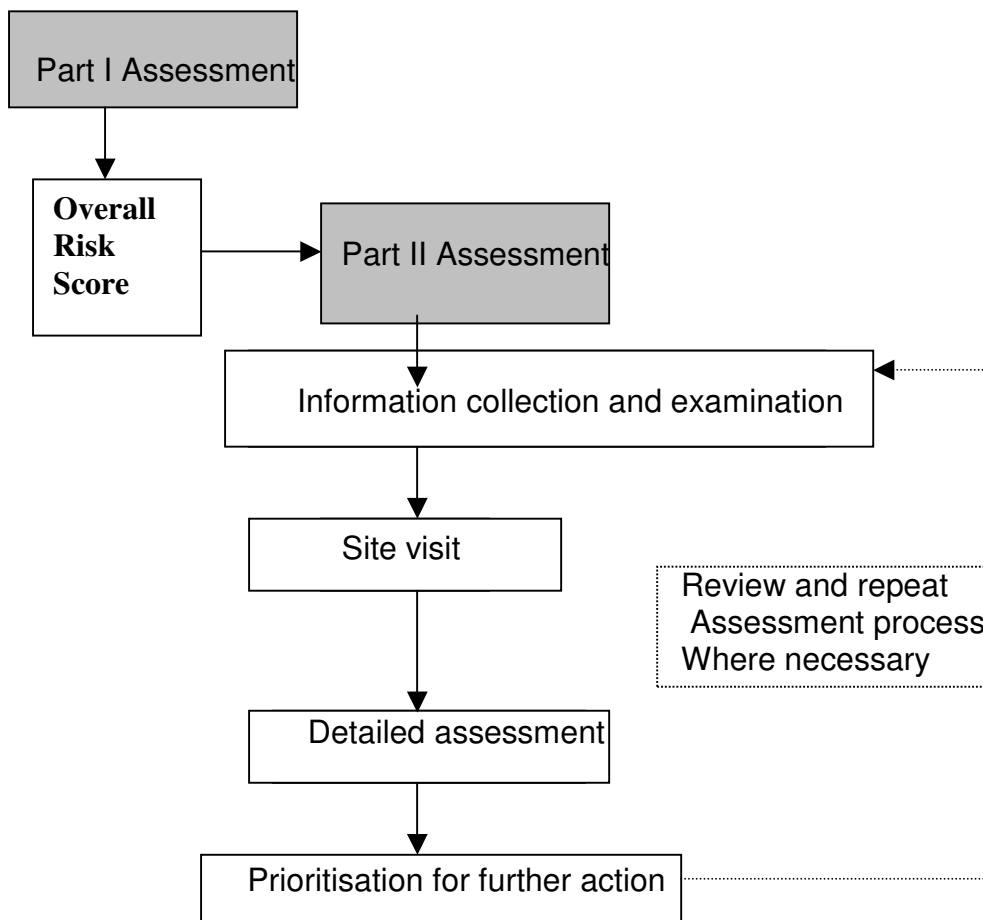 Part I Assessment
Overall
Risk
Score
Part II Assessment
Information collection and examination
Site visit
Review and repeat
Assessment process
Where necessary
Detailed assessment
Prioritisation for further action